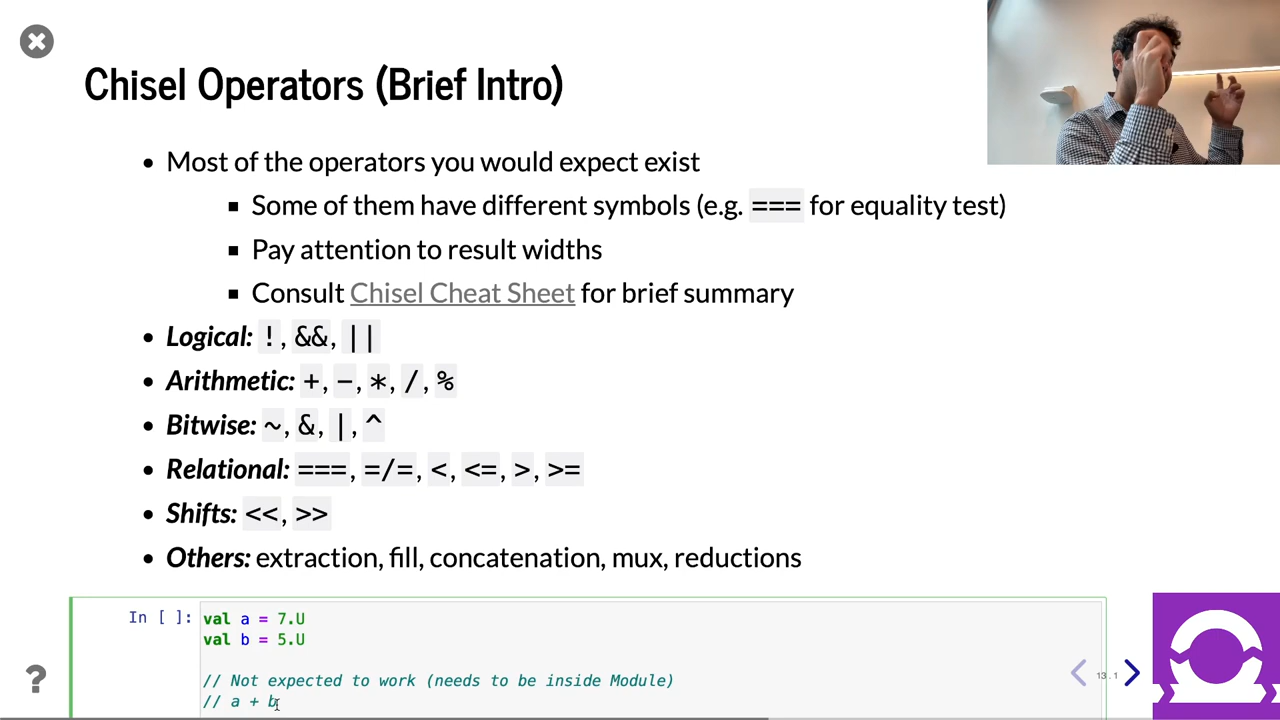 Chisel Operators (Brief Intro)
Most of the operators you would expect exist
Some of them have different symbols (e.g. === for equality test)
Pay attention to result widths
Consult Chisel Cheat Sheet for brief summary
Logical: !, &&, ||
Arithmetic: +, -, *, /, %
Bitwise: ~, &, |, ^
Relational: ===, =/=, <, <=, >, >=
Shifts: <<, >>
Others: extraction, fill, concatenation, mux, reductions
In [ ]: val a = 7.U
val b = 5.U
// Not expected to work (needs to be inside Module)
// a + b
13.1
?